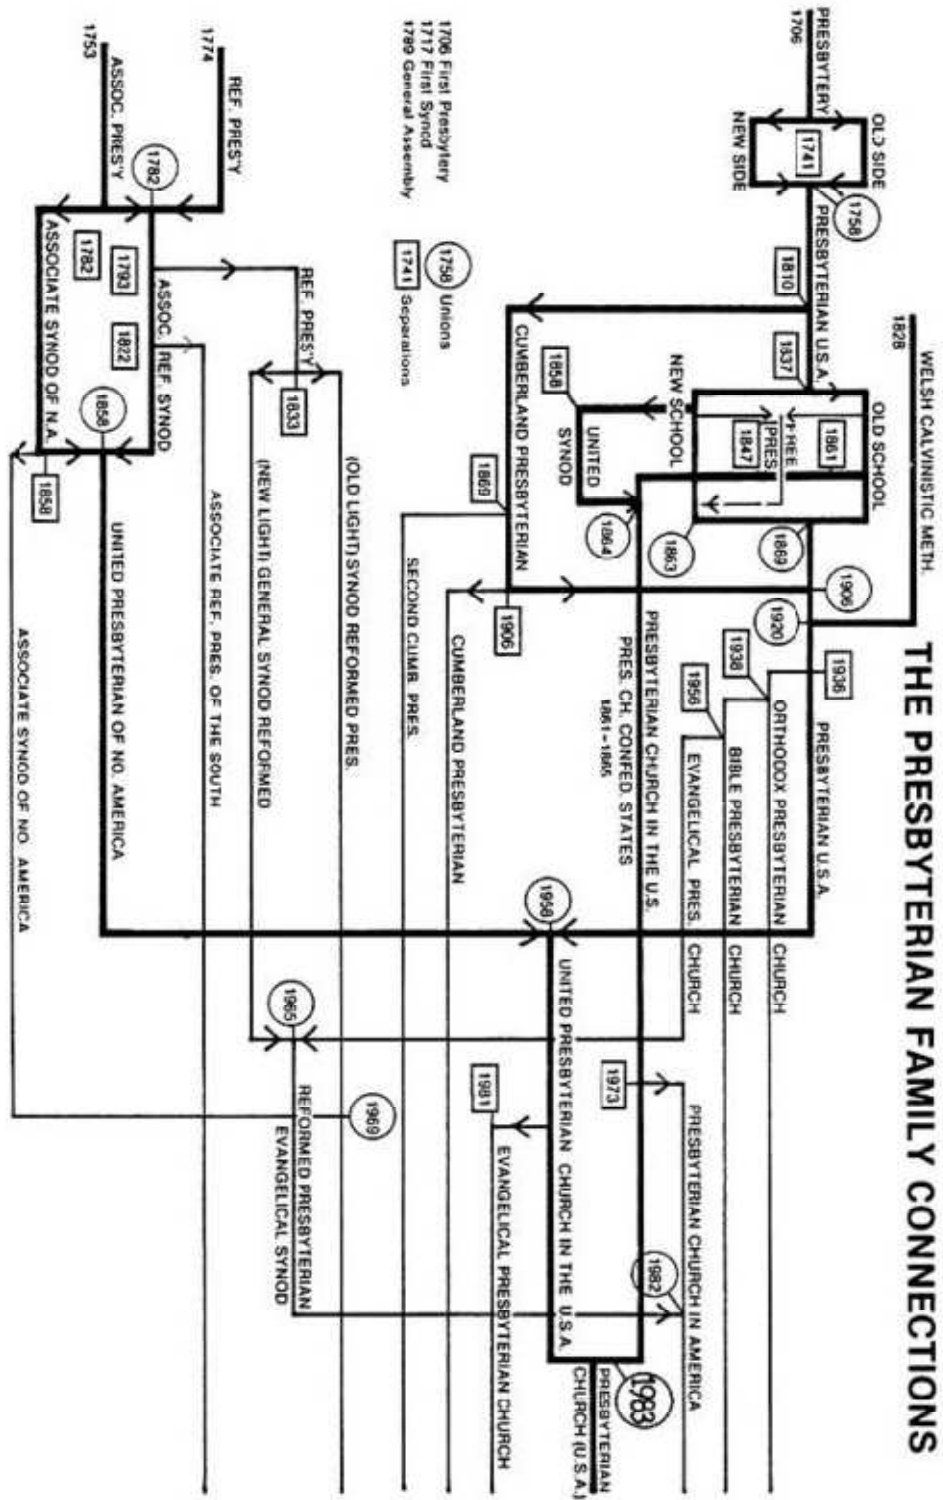 THE PRESBYTERIAN FAMILY CONNECTIONS
WELSH CALVINISTIC METH.
1828
OLD SIDE
PRESBYTERY
1706
1741
NEW SIDE
1758
PRESBYTERIAN U.S.A.
1810
1837
OLD SCHOOL
1861
FREE
(PRES)
1847
NEW SCHOOL
1858
UNITED
SYNOD
1863
1864
1869
1906
1920
1936
PRESBYTERIAN U.S.A.
1938
ORTHODOX PRESBYTERIAN CHURCH
1956
BIBLE PRESBYTERIAN CHURCH
EVANGELICAL PRES. CHURCH
PRESBYTERIAN CHURCH IN THE U.S.
PRES. CH. CONFED. STATES
1861-1865
CUMBERLAND PRESBYTERIAN
1869
1906
CUMBERLAND PRESBYTERIAN
SECOND CUMB. PRES.
1958
UNITED PRESBYTERIAN CHURCH IN THE U.S.A.
1973
PRESBYTERIAN CHURCH IN AMERICA
1982
1983
PRESBYTERIAN
CHURCH (U.S.A.)
1981
EVANGELICAL PRESBYTERIAN CHURCH
1706 First Presbytery
1717 First Synod
1789 General Assembly
1758 Unions
1741 Separations
1774
REF. PRES'Y
1753
ASSOC. PRES'Y
1782
1782
1793
1822
ASSOC. REF. SYNOD
ASSOCIATE SYNOD OF N.A.
REF. PRES'Y
1833
(OLD LIGHT) SYNOD REFORMED PRES.
(NEW LIGHT) GENERAL SYNOD REFORMED
ASSOCIATE REF. PRES. OF THE SOUTH
1858
1858
UNITED PRESBYTERIAN OF NO. AMERICA
ASSOCIATE SYNOD OF NO. AMERICA
1965
REFORMED PRESBYTERIAN
EVANGELICAL SYNOD
1969